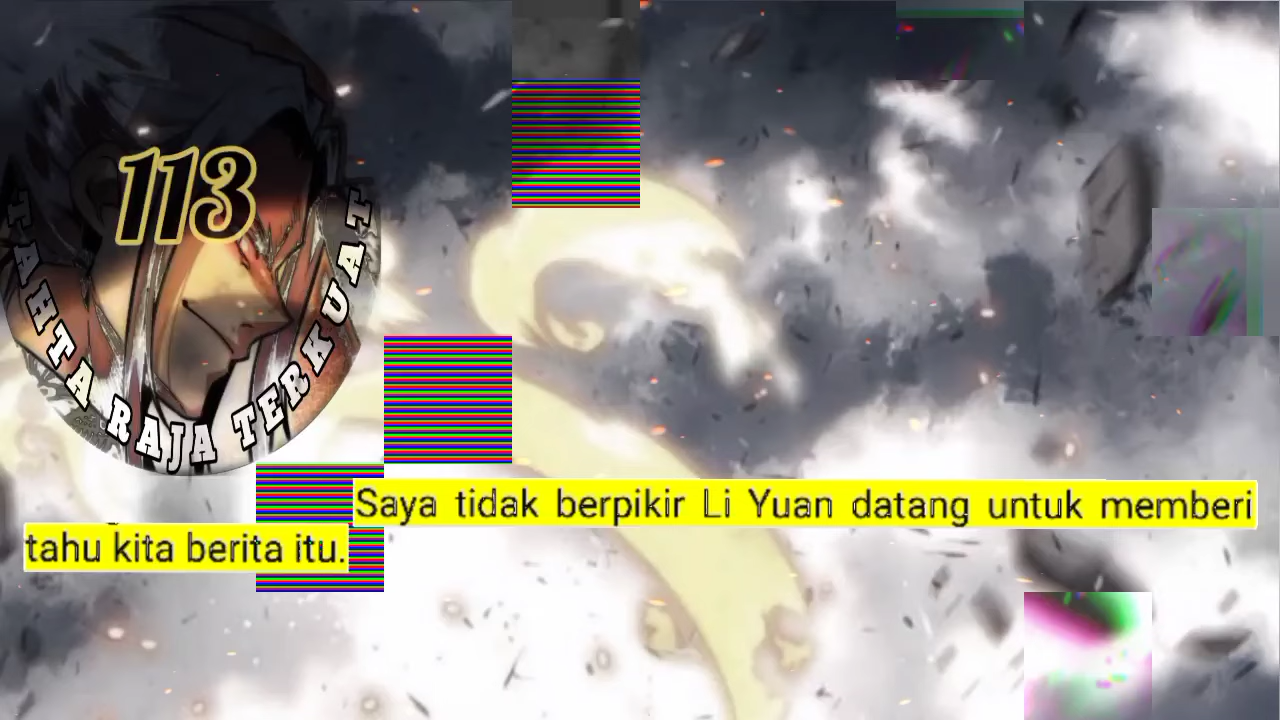 113
TAHTA RAJA TERKUAT
Saya tidak berpikir Li Yuan datang untuk memberi
tahu kita berita itu.